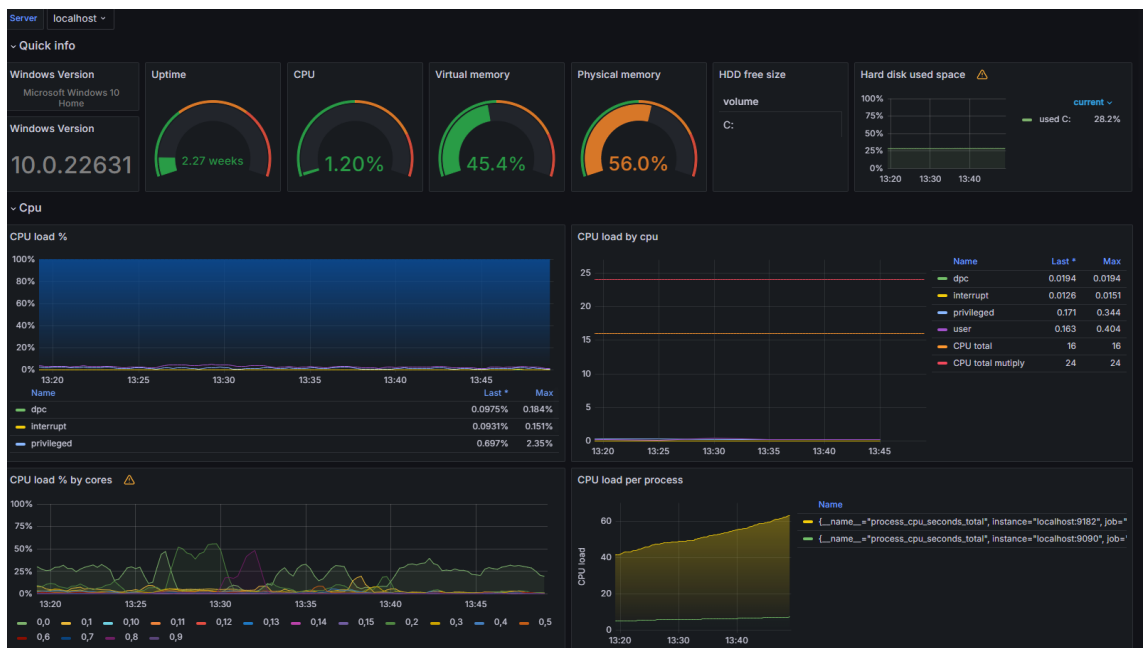 Server localhost
Quick info
Windows Version
Microsoft Windows 10
Home
Windows Version
10.0.22631
Uptime
2.27 weeks
CPU
1.20%
Virtual memory
45.4%
Physical memory
56.0%
HDD free size
volume
C:
Hard disk used space
100%
75%
50%
25%
0%
13:20 13:30 13:40
current
used C: 28.2%
Cpu
CPU load %
100%
80%
60%
40%
20%
0%
13:20 13:25 13:30 13:35 13:40 13:45
Name Last * Max
dpc 0.0975% 0.184%
interrupt 0.0931% 0.151%
privileged 0.697% 2.35%
CPU load by cpu
25
20
15
10
5
0
13:20 13:25 13:30 13:35 13:40 13:45
Name Last * Max
dpc 0.0194 0.0194
interrupt 0.0126 0.0151
privileged 0.171 0.344
user 0.163 0.404
CPU total 16 16
CPU total mutiply 24 24
CPU load % by cores
100%
75%
50%
25%
0%
13:20 13:25 13:30 13:35 13:40 13:45
0,0 0,1 0,10 0,11 0,12 0,13 0,14 0,15 0,2 0,3 0,4 0,5
0,6 0,7 0,8 0,9
CPU load per process
CPU load
60
40
20
0
13:20 13:30 13:40
Name
{__name__="process_cpu_seconds_total", instance="localhost:9182", job="
{__name__="process_cpu_seconds_total", instance="localhost:9090", job="